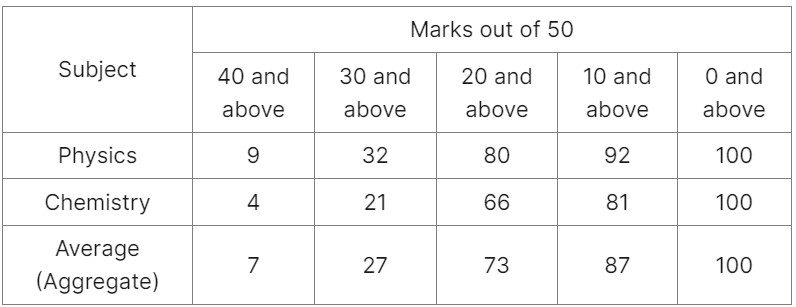 Subject
Marks out of 50
40 and above
30 and above
20 and above
10 and above
0 and above
Physics 9 32 80 92 100
Chemistry 4 21 66 81 100
Average (Aggregate) 7 27 73 87 100